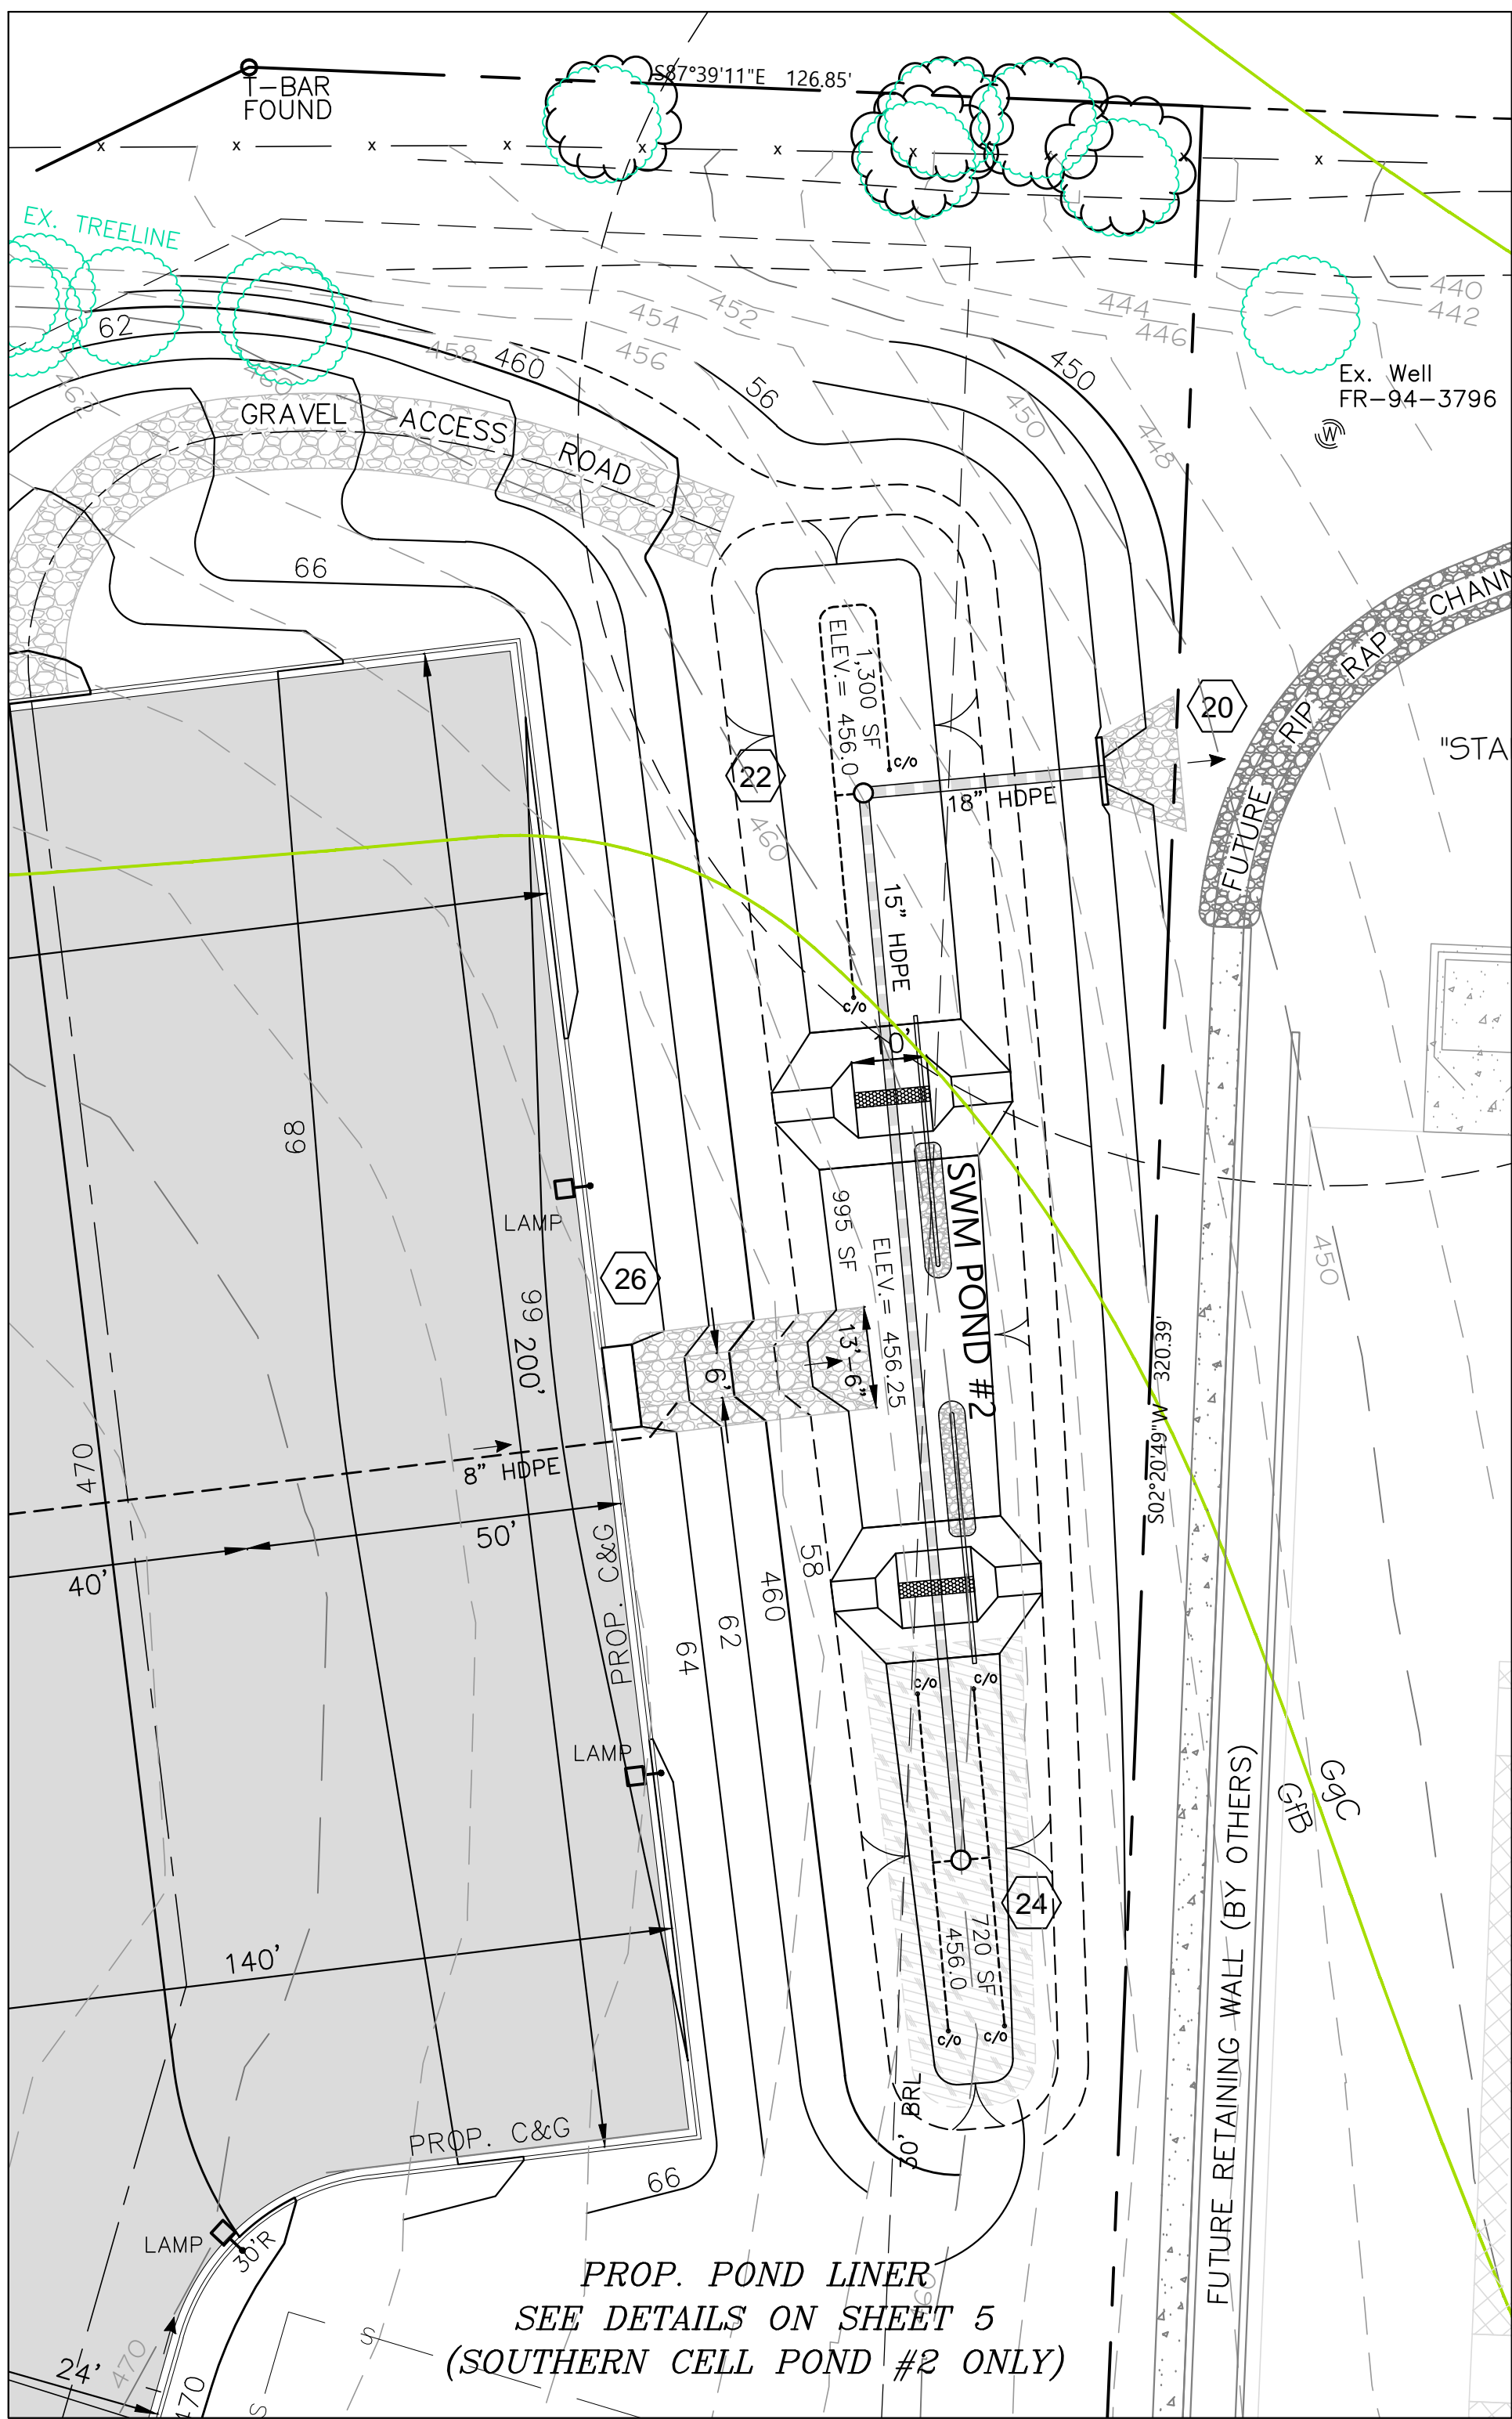 T-BAR
FOUND
S87°39'11"E 126.85'
x x x x x x x x x x
EX. TREELINE
62
458
460
454
456
452
444
446
440
442
Ex. Well
FR-94-3796
W
462
460
56
450
450
448
GRAVEL ACCESS ROAD
66
1,300 SF
ELEV.= 456.0
c/o
22
20
18" HDPE
460
15" HDPE
c/o
FUTURE RIP RAP CHANN
"STA
10'
68
LAMP
26
995 SF
ELEV.= 456.25
SWM POND #2
66
200'
6'
13'-6"
450
S02°20'49"W 320.39'
470
8" HDPE
50'
40'
PROP. C&G
58
460
62
64
LAMP
c/o
c/o
GgC
GfB
FUTURE RETAINING WALL (BY OTHERS)
24
720 SF
456.0
140'
c/o
c/o
30' BRL
PROP. C&G
66
LAMP
30'R
PROP. POND LINER
SEE DETAILS ON SHEET 5
(SOUTHERN CELL POND #2 ONLY)
460
S
S
24'
470
470